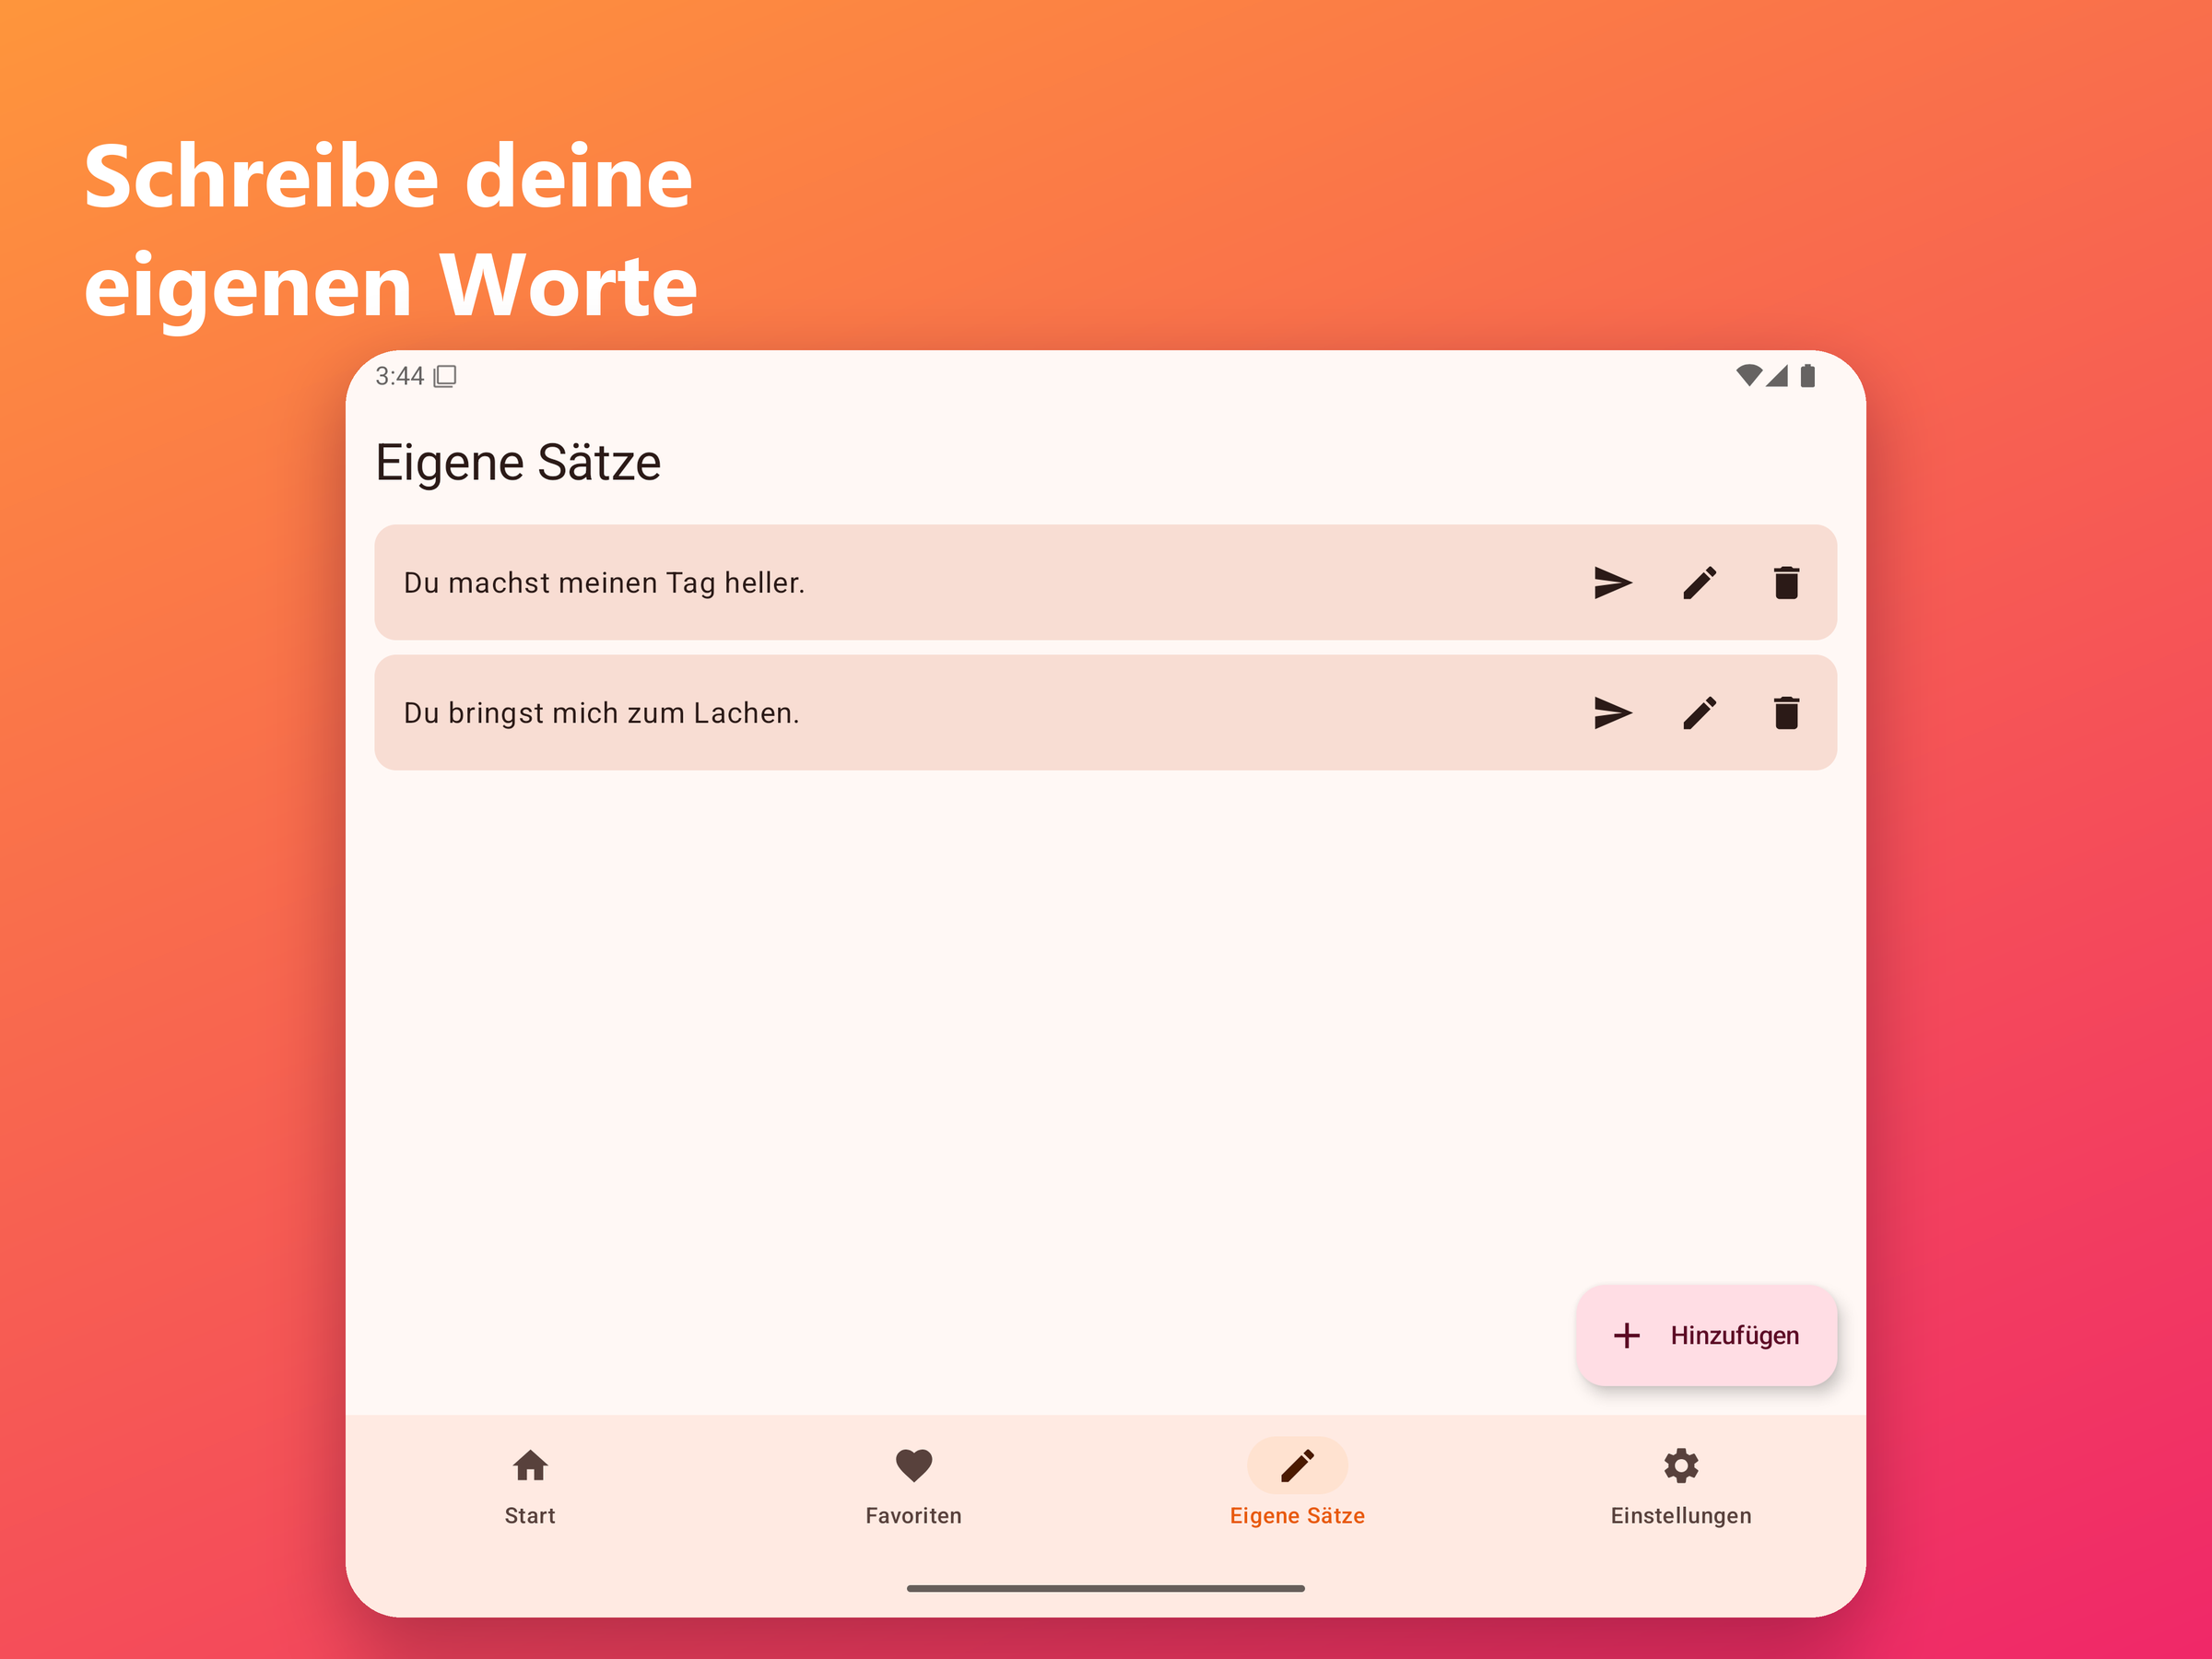 Schreibe deine
eigenen Worte
3:44
Eigene Sätze
Du machst meinen Tag heller.
Du bringst mich zum Lachen.
Hinzufügen
Start
Favoriten
Eigene Sätze
Einstellungen